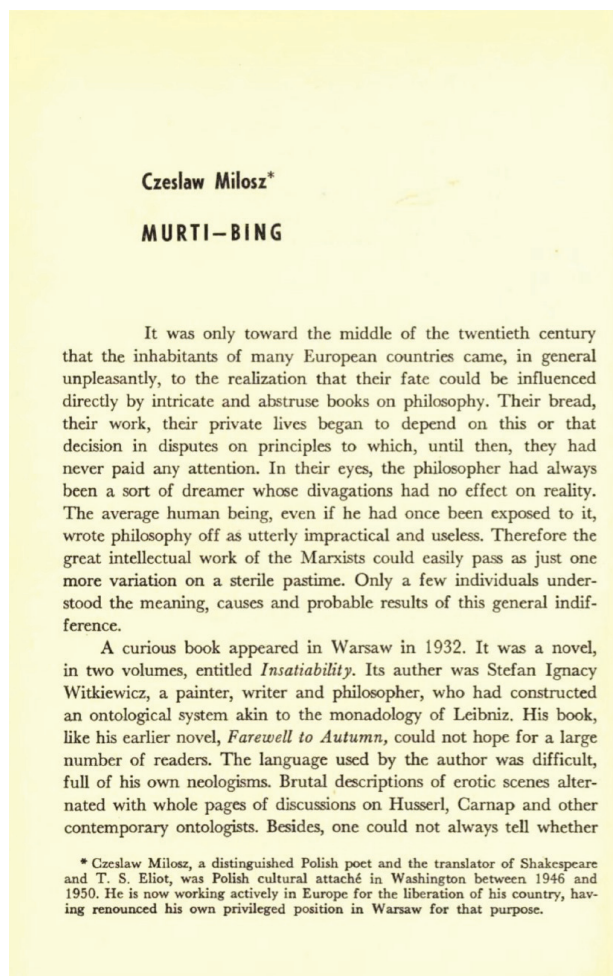 Czeslaw Milosz*
MURTI–BING
It was only toward the middle of the twentieth century
that the inhabitants of many European countries came, in general
unpleasantly, to the realization that their fate could be influenced
directly by intricate and abstruse books on philosophy. Their bread,
their work, their private lives began to depend on this or that
decision in disputes on principles to which, until then, they had
never paid any attention. In their eyes, the philosopher had always
been a sort of dreamer whose divagations had no effect on reality.
The average human being, even if he had once been exposed to it,
wrote philosophy off as utterly impractical and useless. Therefore the
great intellectual work of the Marxists could easily pass as just one
more variation on a sterile pastime. Only a few individuals under-
stood the meaning, causes and probable results of this general indif-
ference.
A curious book appeared in Warsaw in 1932. It was a novel,
in two volumes, entitled Insatiability. Its auther was Stefan Ignacy
Witkiewicz, a painter, writer and philosopher, who had constructed
an ontological system akin to the monadology of Leibniz. His book,
like his earlier novel, Farewell to Autumn, could not hope for a large
number of readers. The language used by the author was difficult,
full of his own neologisms. Brutal descriptions of erotic scenes alter-
nated with whole pages of discussions on Husserl, Carnap and other
contemporary ontologists. Besides, one could not always tell whether
* Czeslaw Milosz, a distinguished Polish poet and the translator of Shakespeare
and T. S. Eliot, was Polish cultural attaché in Washington between 1946 and
1950. He is now working actively in Europe for the liberation of his country, hav-
ing renounced his own privileged position in Warsaw for that purpose.